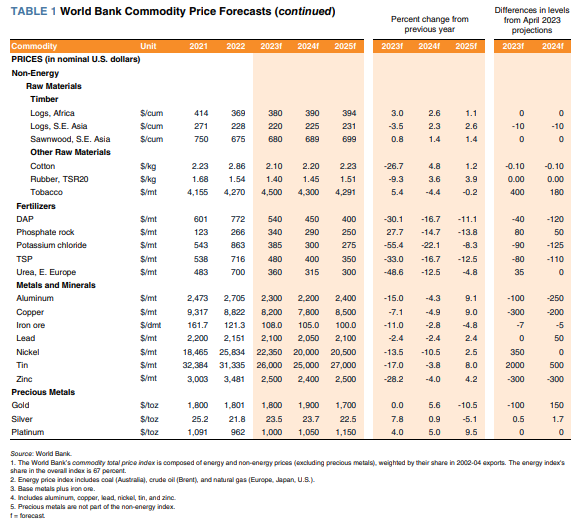 TABLE 1 World Bank Commodity Price Forecasts (continued)
Percent change from previous year
Differences in levels from April 2023 projections
Commodity Unit 2021 2022 2023f 2024f 2025f 2023f 2024f 2025f 2023f 2024f
PRICES (in nominal U.S. dollars)
Non-Energy
Raw Materials
Timber
Logs, Africa $/cum 414 369 380 390 394 3.0 2.6 1.1 0 0
Logs, S.E. Asia $/cum 271 228 220 225 231 -3.5 2.3 2.6 -10 -10
Sawnwood, S.E. Asia $/cum 750 675 680 689 699 0.8 1.4 1.4 0 0
Other Raw Materials
Cotton $/kg 2.23 2.86 2.10 2.20 2.23 -26.7 4.8 1.2 -0.10 -0.10
Rubber, TSR20 $/kg 1.68 1.54 1.40 1.45 1.51 -9.3 3.6 3.9 0.00 0.00
Tobacco $/mt 4,155 4,270 4,500 4,300 4,291 5.4 -4.4 -0.2 400 180
Fertilizers
DAP $/mt 601 772 540 450 400 -30.1 -16.7 -11.1 -40 -120
Phosphate rock $/mt 123 266 340 290 250 27.7 -14.7 -13.8 80 50
Potassium chloride $/mt 543 863 385 300 275 -55.4 -22.1 -8.3 -90 -125
TSP $/mt 538 716 480 400 350 -33.0 -16.7 -12.5 -80 -110
Urea, E. Europe $/mt 483 700 360 315 300 -48.6 -12.5 -4.8 35 0
Metals and Minerals
Aluminum $/mt 2,473 2,705 2,300 2,200 2,400 -15.0 -4.3 9.1 -100 -250
Copper $/mt 9,317 8,822 8,200 7,800 8,500 -7.1 -4.9 9.0 -300 -200
Iron ore $/dmt 161.7 121.3 108.0 105.0 100.0 -11.0 -2.8 -4.8 -7 -5
Lead $/mt 2,200 2,151 2,100 2,050 2,100 -2.4 -2.4 2.4 0 50
Nickel $/mt 18,465 25,834 22,350 20,000 20,500 -13.5 -10.5 2.5 350 0
Tin $/mt 32,384 31,335 26,000 25,000 27,000 -17.0 -3.8 8.0 2000 500
Zinc $/mt 3,003 3,481 2,500 2,400 2,500 -28.2 -4.0 4.2 -300 -300
Precious Metals
Gold $/toz 1,800 1,801 1,800 1,900 1,700 0.0 5.6 -10.5 -100 150
Silver $/toz 25.2 21.8 23.5 23.7 22.5 7.8 0.9 -5.1 0.5 1.7
Platinum $/toz 1,091 962 1,000 1,050 1,150 4.0 5.0 9.5 0 0
Source: World Bank.
1. The World Bank's commodity total price index is composed of energy and non-energy prices (excluding precious metals), weighted by their share in 2002-04 exports. The energy index's
share in the overall index is 67 percent.
2. Energy price index includes coal (Australia), crude oil (Brent), and natural gas (Europe, Japan, U.S.).
3. Base metals plus iron ore.
4. Includes aluminum, copper, lead, nickel, tin, and zinc.
5. Precious metals are not part of the non-energy index.
f = forecast.